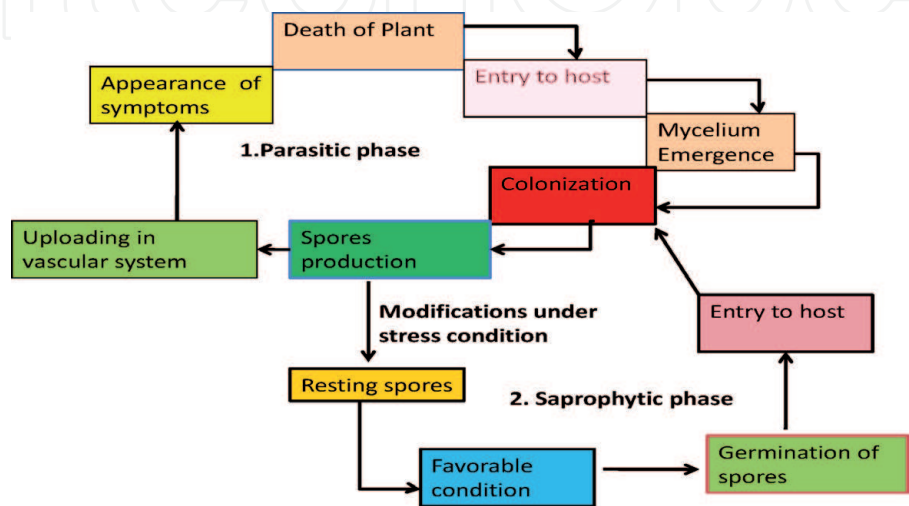 Death of Plant
Entry to host
Appearance of
symptoms
Mycelium
Emergence
1.Parasitic phase
Colonization
Uploading in
vascular system
Spores
production
Modifications under
stress condition
Entry to host
Resting spores
2. Saprophytic phase
Favorable
condition
Germination of
spores